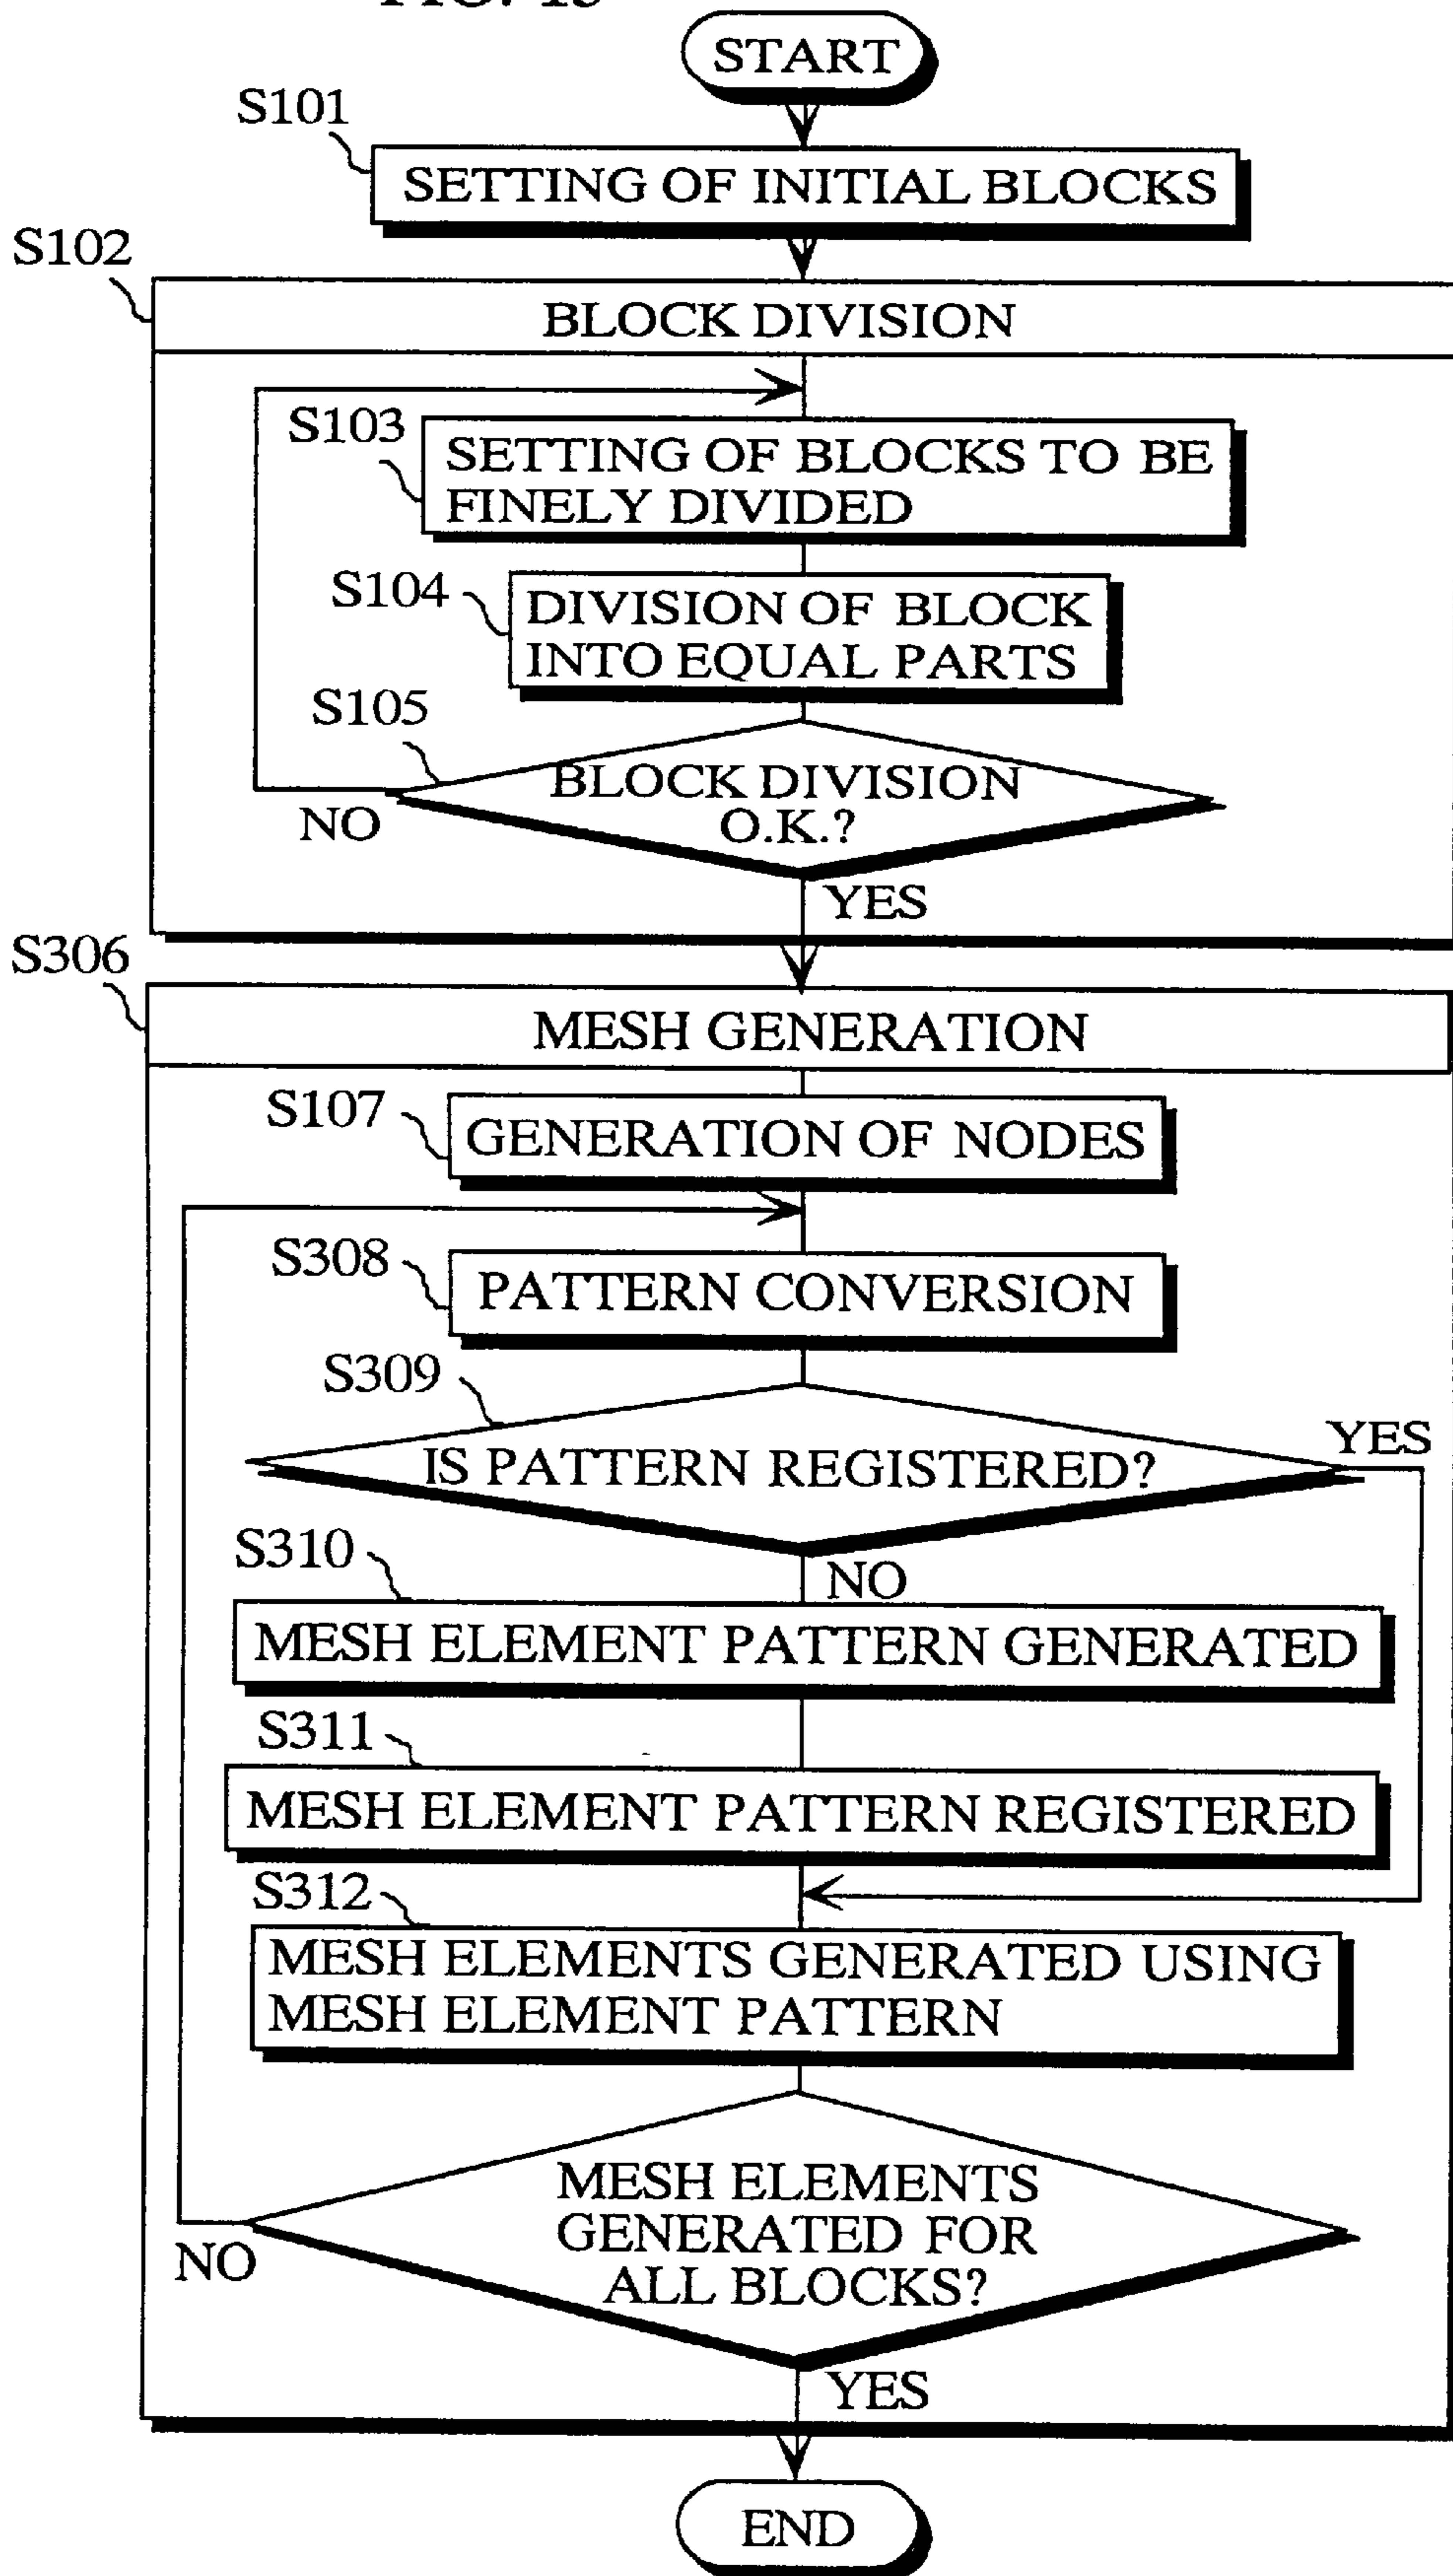 START
S101
SETTING OF INITIAL BLOCKS
S102
BLOCK DIVISION
S103
SETTING OF BLOCKS TO BE
FINELY DIVIDED
S104
DIVISION OF BLOCK
INTO EQUAL PARTS
S105
BLOCK DIVISION
O.K.?
NO
YES
S306
MESH GENERATION
S107
GENERATION OF NODES
S308
PATTERN CONVERSION
S309
IS PATTERN REGISTERED?
YES
NO
S310
MESH ELEMENT PATTERN GENERATED
S311
MESH ELEMENT PATTERN REGISTERED
S312
MESH ELEMENTS GENERATED USING
MESH ELEMENT PATTERN
MESH ELEMENTS
GENERATED FOR
ALL BLOCKS?
NO
YES
END